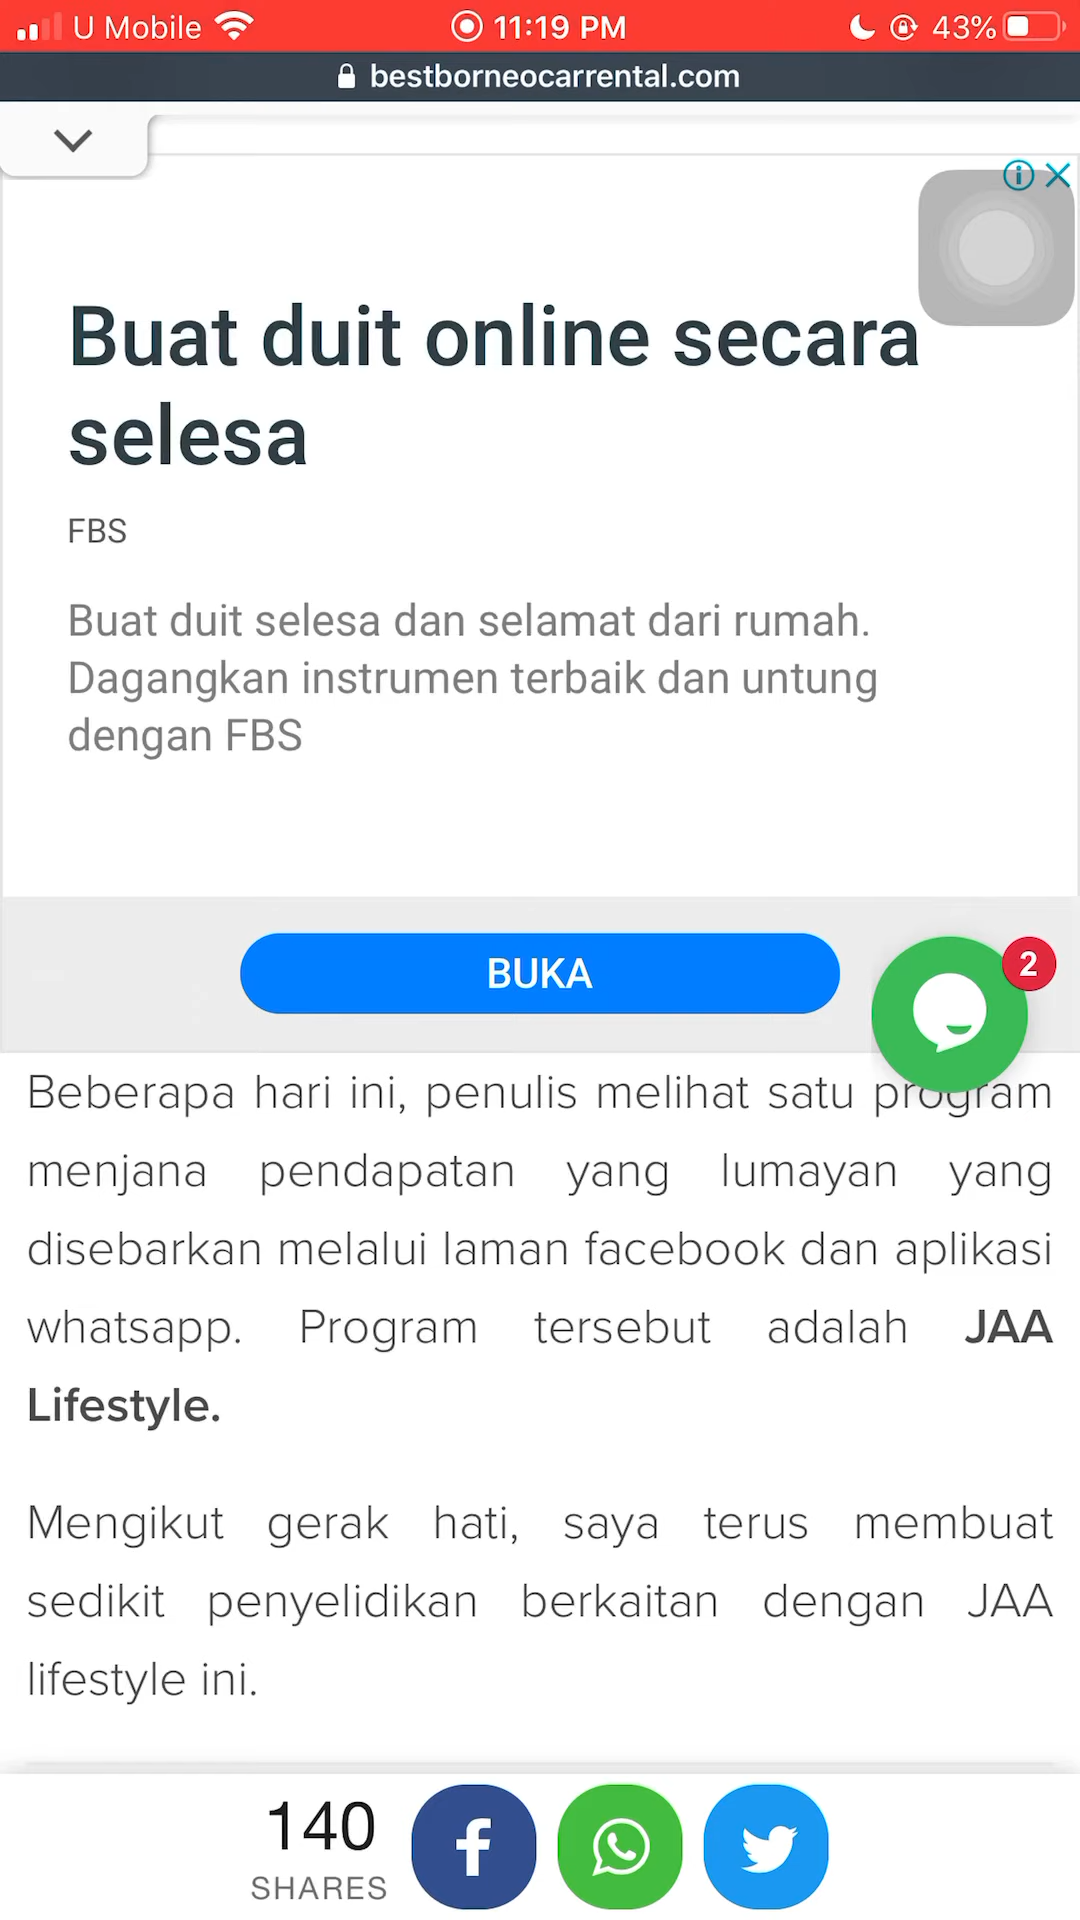 U Mobile 11:19 PM 43%
bestborneocarrental.com
Buat duit online secara
selesa
FBS
Buat duit selesa dan selamat dari rumah.
Dagangkan instrumen terbaik dan untung
dengan FBS
BUKA
2
Beberapa hari ini, penulis melihat satu program
menjana pendapatan yang lumayan yang
disebarkan melalui laman facebook dan aplikasi
whatsapp. Program tersebut adalah JAA
Lifestyle.
Mengikut gerak hati, saya terus membuat
sedikit penyelidikan berkaitan dengan JAA
lifestyle ini.
140
SHARES